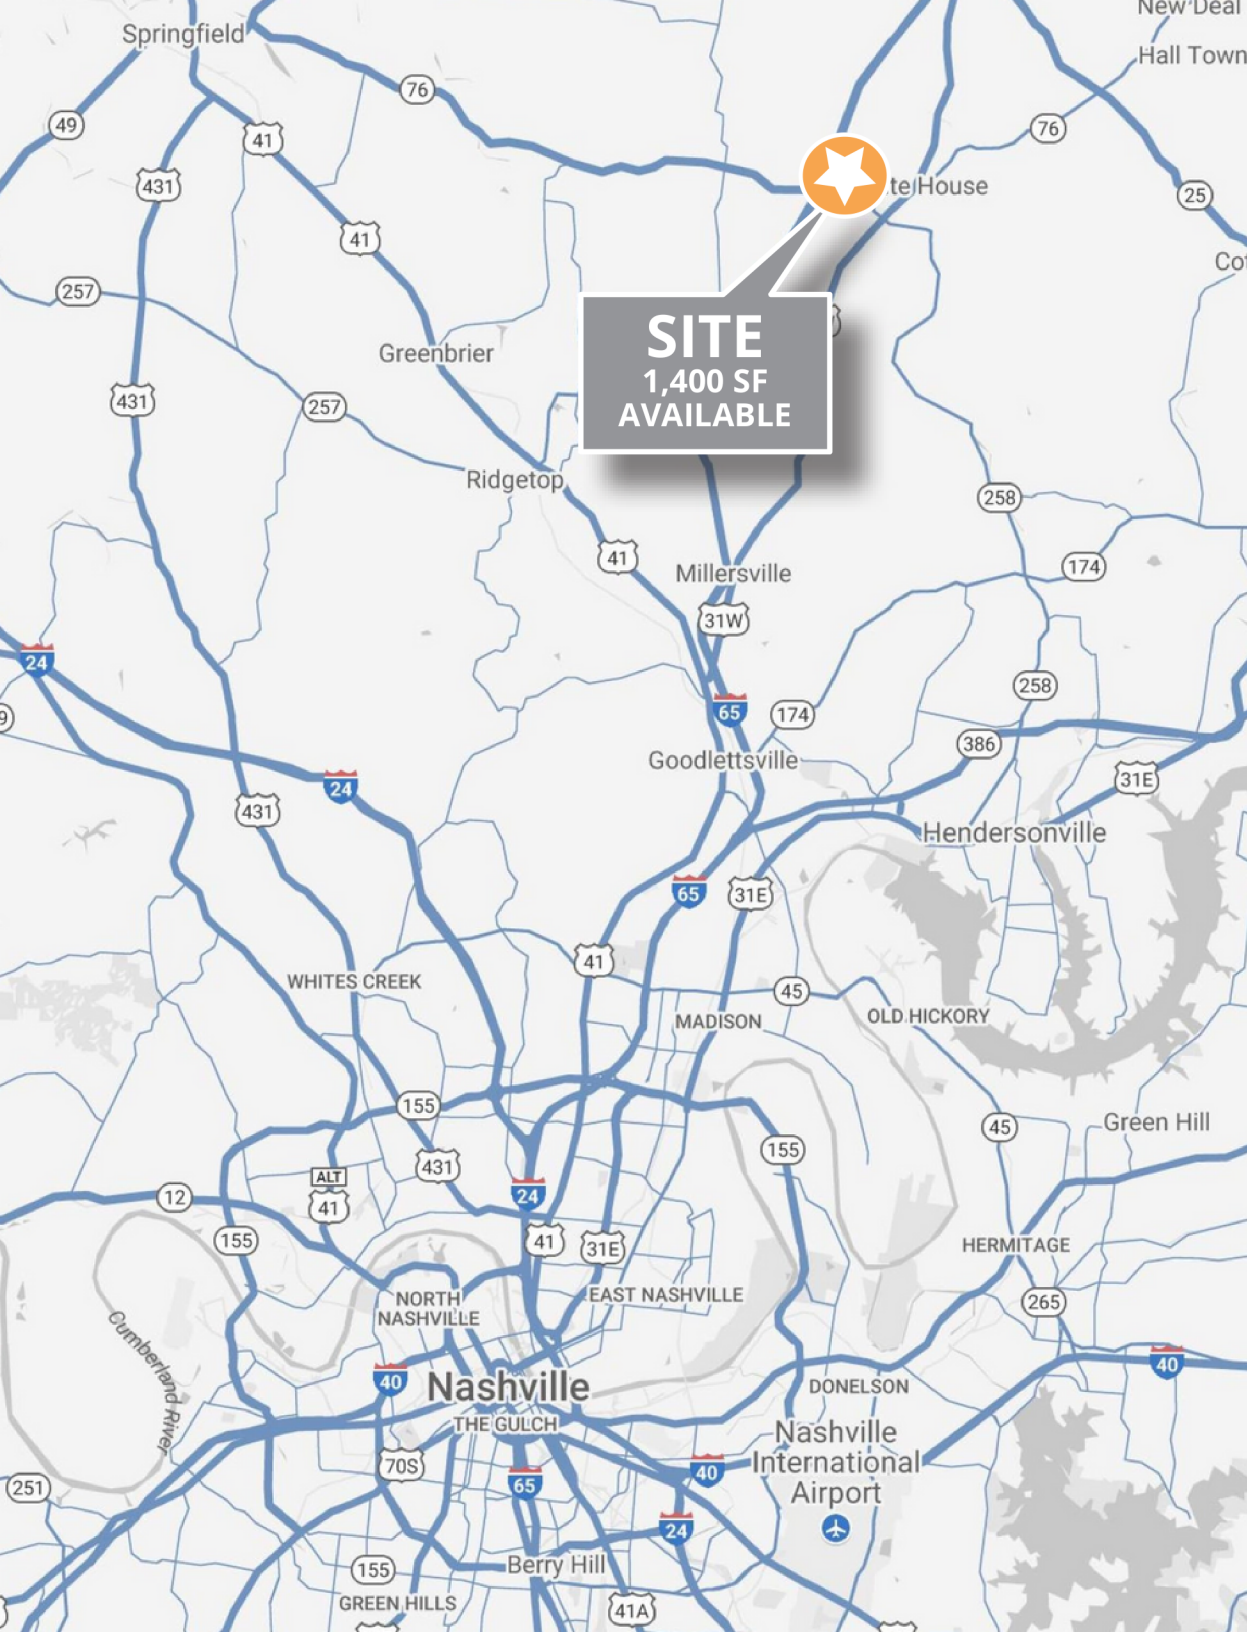 New Deal
Springfield
Hall Town
76
49
76
41
431
te House
25
41
257
Cot
SITE
1,400 SF
AVAILABLE
Greenbrier
431
257
Ridgetop
258
41
174
Millersville
31W
24
258
65
174
9
386
Goodlettsville
31E
24
431
Hendersonville
65
31E
41
WHITES CREEK
45
MADISON
OLD HICKORY
155
Green Hill
45
155
431
ALT
41
24
12
155
41
31E
HERMITAGE
EAST NASHVILLE
265
NORTH
NASHVILLE
Cumberland River
40
40
Nashville
DONELSON
THE GULCH
Nashville
International
Airport
70S
40
65
251
24
Berry Hill
155
GREEN HILLS
41A